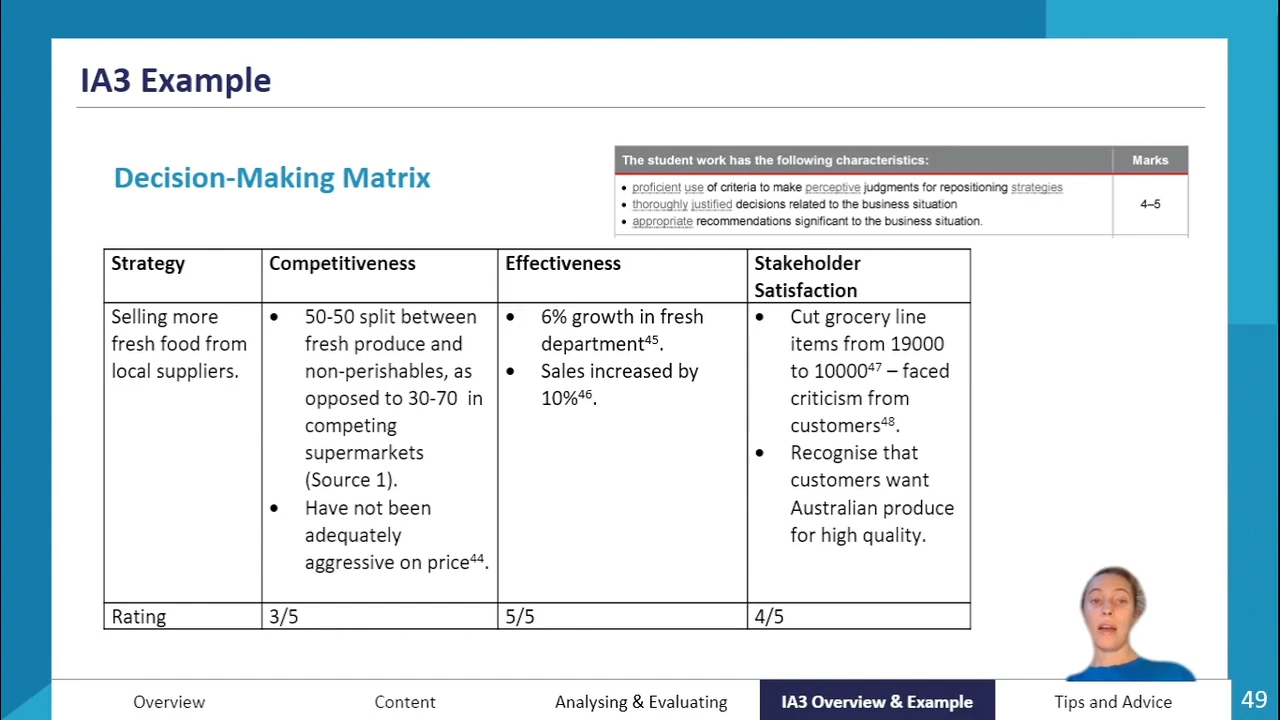 IA3 Example
Decision-Making Matrix
The student work has the following characteristics:
Marks
• proficient use of criteria to make perceptive judgments for repositioning strategies
• thoroughly justified decisions related to the business situation
• appropriate recommendations significant to the business situation.
4–5
Strategy
Competitiveness
Effectiveness
Stakeholder
Satisfaction
Selling more
fresh food from
local suppliers.
• 50-50 split between
fresh produce and
non-perishables, as
opposed to 30-70 in
competing
supermarkets
(Source 1).
• Have not been
adequately
aggressive on price⁴⁴.
• 6% growth in fresh
department⁴⁵.
• Sales increased by
10%⁴⁶.
• Cut grocery line
items from 19000
to 10000⁴⁷ – faced
criticism from
customers⁴⁸.
• Recognise that
customers want
Australian produce
for high quality.
Rating
3/5
5/5
4/5
Overview
Content
Analysing & Evaluating
IA3 Overview & Example
Tips and Advice
49